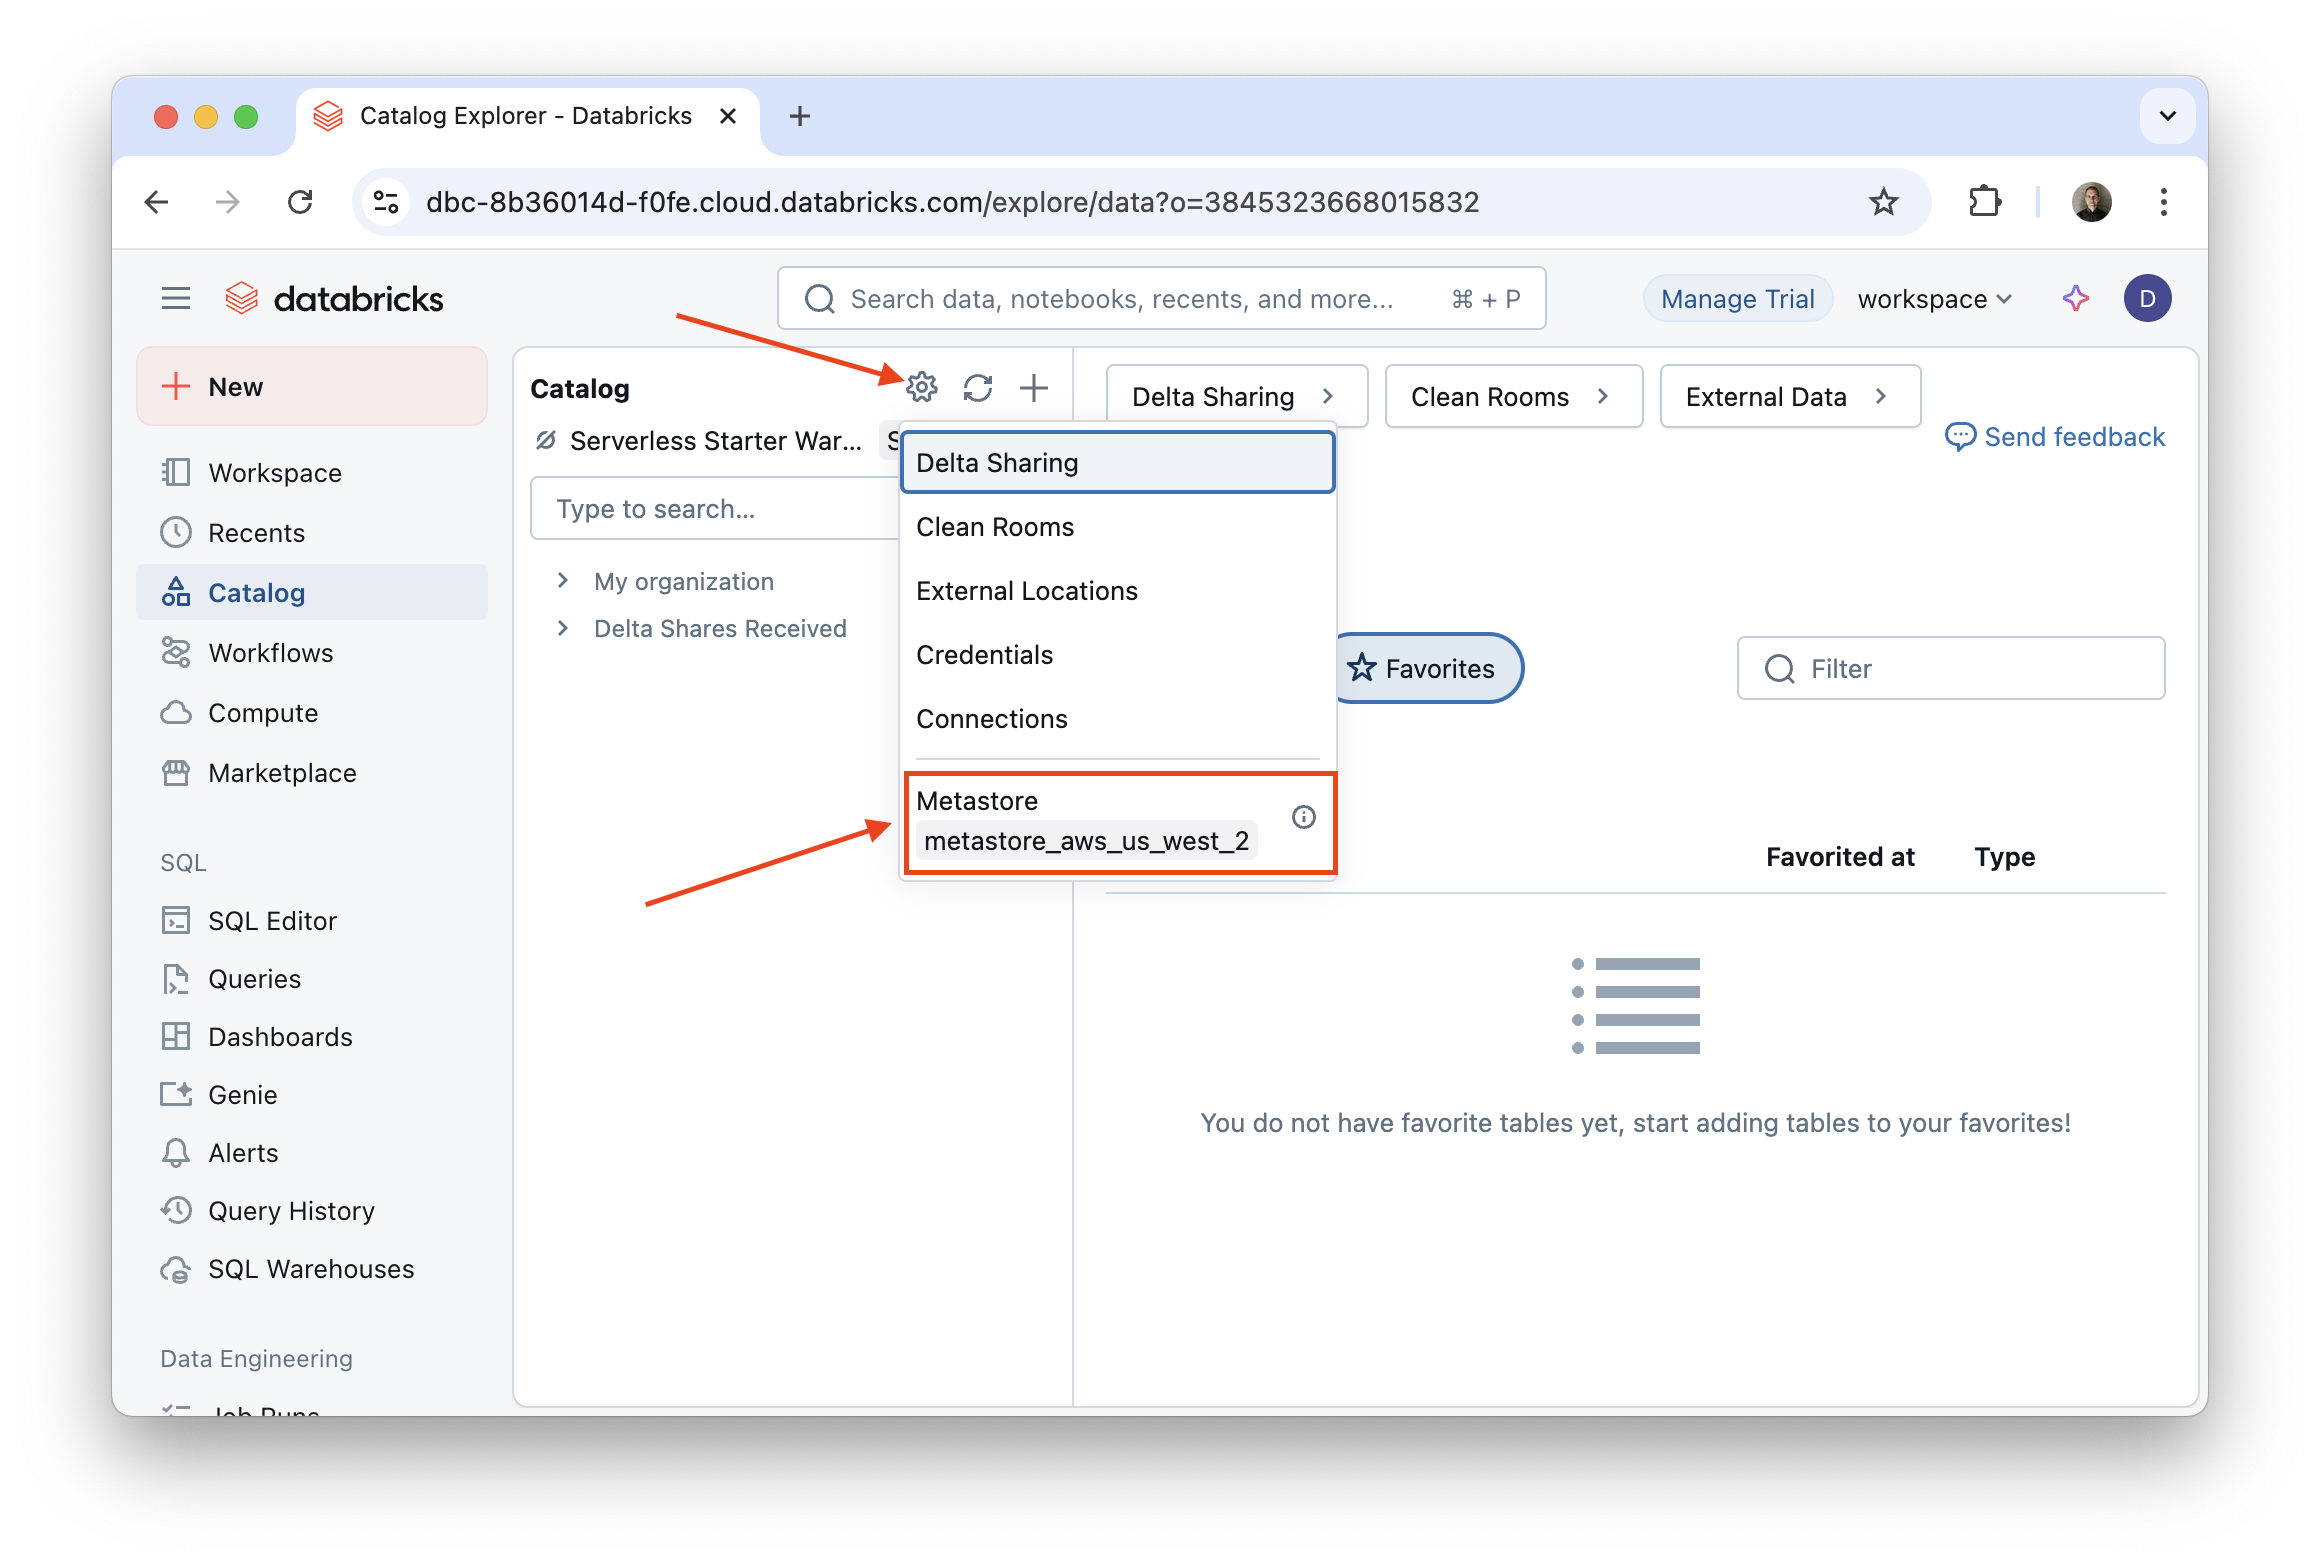 Catalog Explorer - Databricks
dbc-8b36014d-f0fe.cloud.databricks.com/explore/data?o=3845323668015832
databricks
Search data, notebooks, recents, and more...
⌘ + P
Manage Trial
workspace
D
New
Workspace
Recents
Catalog
Workflows
Compute
Marketplace
SQL
SQL Editor
Queries
Dashboards
Genie
Alerts
Query History
SQL Warehouses
Data Engineering
Job Runs
Catalog
Serverless Starter War...
S
Type to search...
My organization
Delta Shares Received
Delta Sharing
Clean Rooms
External Locations
Credentials
Connections
Metastore
metastore_aws_us_west_2
Delta Sharing
Clean Rooms
External Data
Send feedback
Favorites
Filter
Favorited at
Type
You do not have favorite tables yet, start adding tables to your favorites!